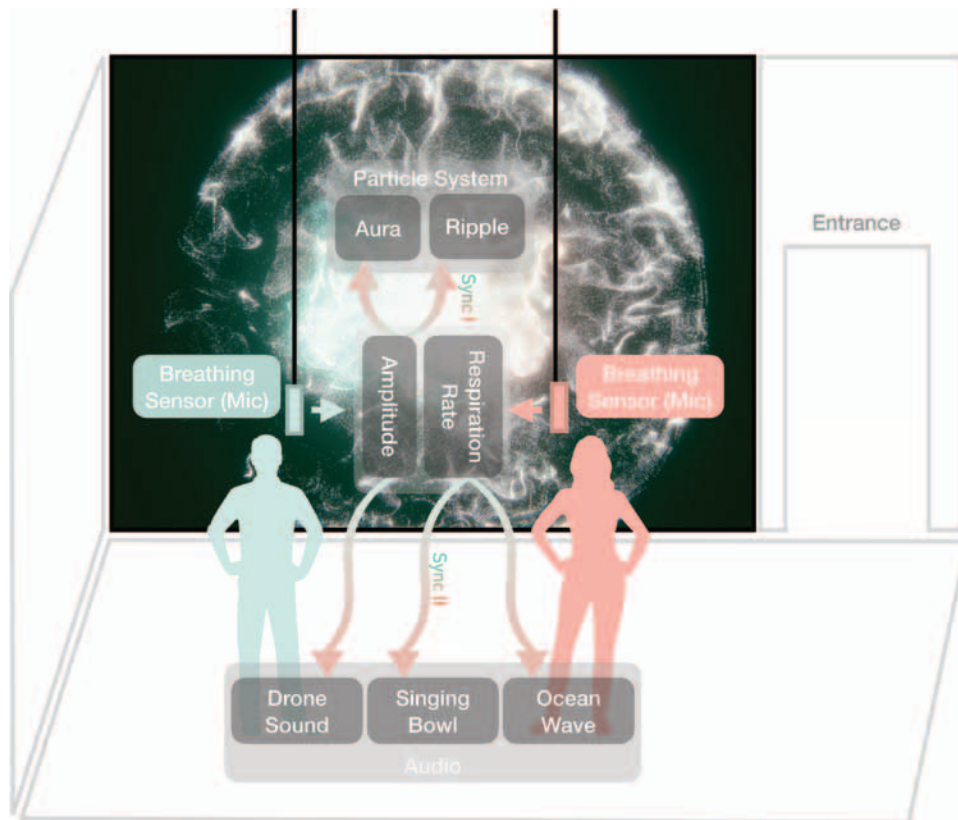 Particle System
Aura
Ripple
Entrance
Sync
Breathing
Sensor (Mic)
Amplitude
Respiration
Rate
Breathing
Sensor (Mic)
Sync
Drone
Sound
Singing
Bowl
Ocean
Wave
Audio